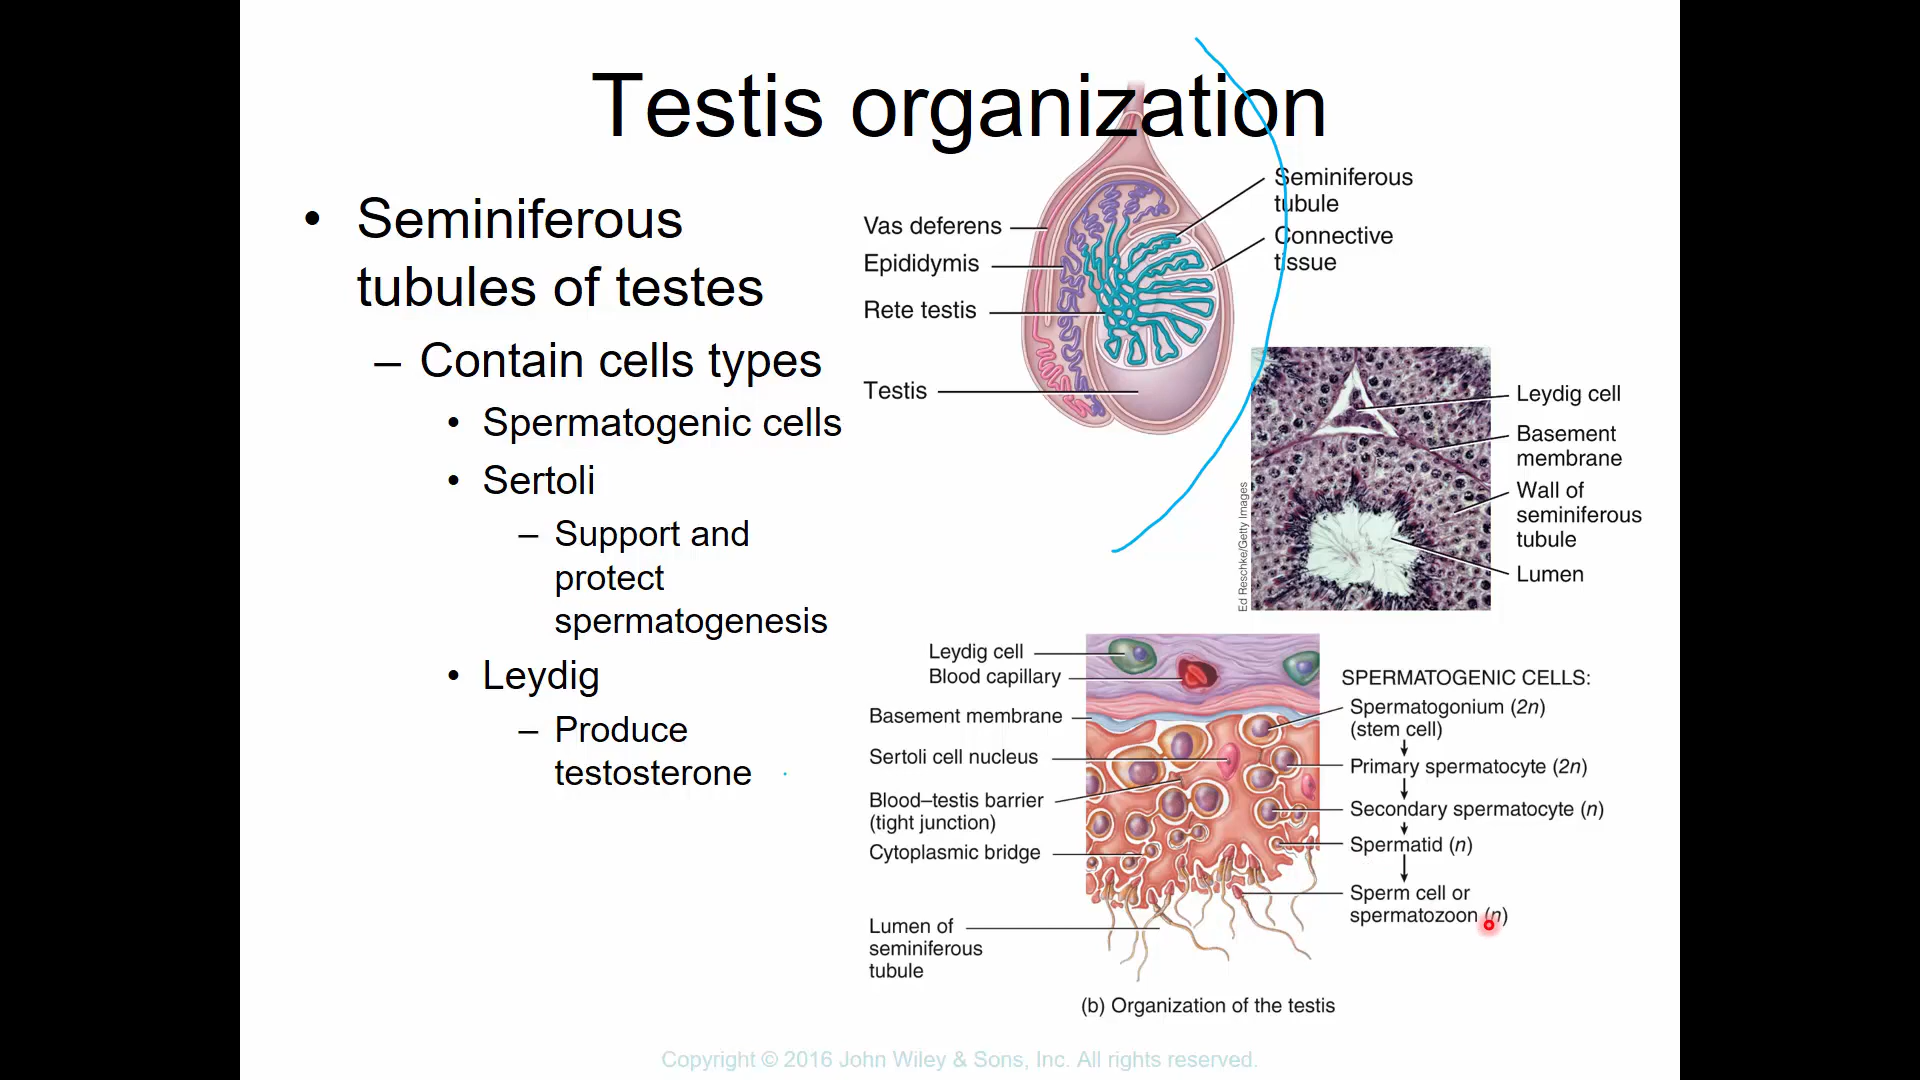 Testis organization
• Seminiferous
tubules of testes
– Contain cells types
• Spermatogenic cells
• Sertoli
– Support and
protect
spermatogenesis
• Leydig
– Produce
testosterone
Vas deferens
Epididymis
Rete testis
Testis
Seminiferous
tubule
Connective
tissue
Leydig cell
Basement
membrane
Wall of
seminiferous
tubule
Lumen
Ed Reschke/Getty Images
Leydig cell
Blood capillary
Basement membrane
Sertoli cell nucleus
Blood–testis barrier
(tight junction)
Cytoplasmic bridge
Lumen of
seminiferous
tubule
SPERMATOGENIC CELLS:
Spermatogonium (2n)
(stem cell)
Primary spermatocyte (2n)
Secondary spermatocyte (n)
Spermatid (n)
Sperm cell or
spermatozoon (n)
(b) Organization of the testis
Copyright © 2016 John Wiley & Sons, Inc. All rights reserved.